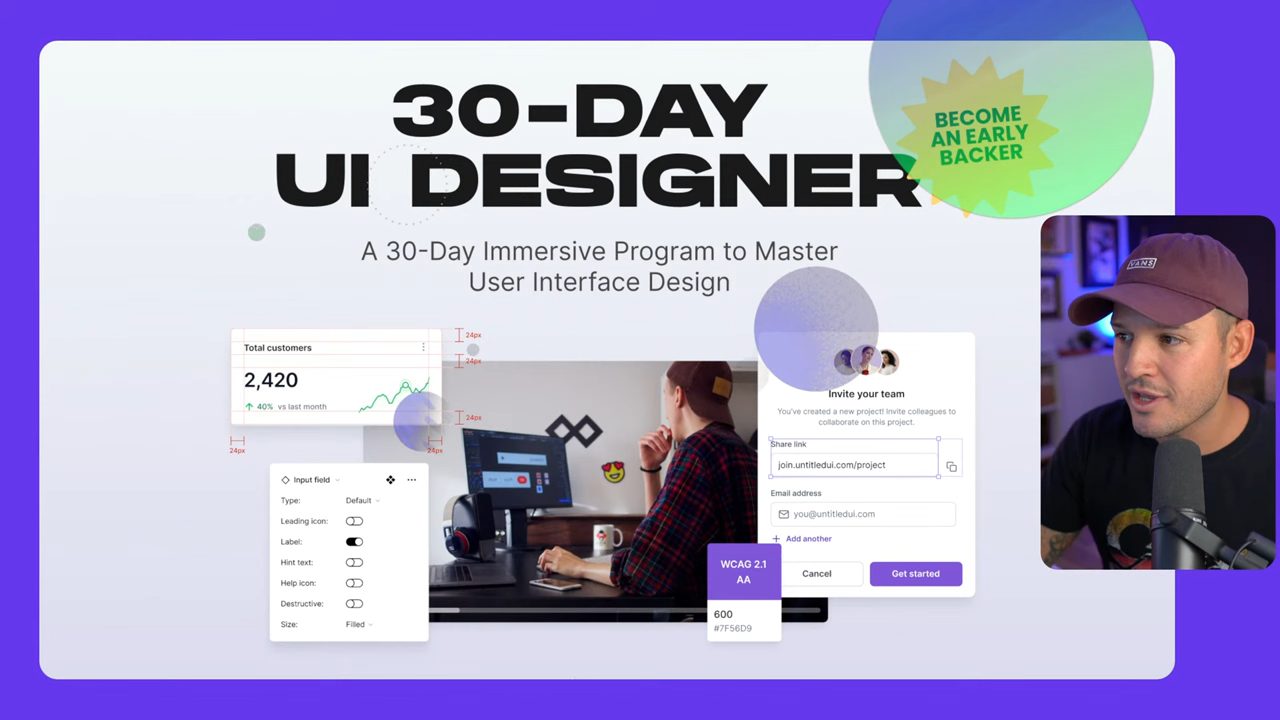 30-DAY
UI DESIGNER
BECOME
AN EARLY
BACKER
A 30-Day Immersive Program to Master
User Interface Design
VANS
Total customers
2,420
40% vs last month
24px
24px
24px
24px
24px
Input field
Type: Default
Leading icon:
Label:
Hint text:
Help icon:
Destructive:
Size: Filled
Invite your team
You've created a new project! Invite colleagues to
collaborate on this project.
Share link
join.untitledui.com/project
Email address
you@untitledui.com
+ Add another
Cancel
Get started
WCAG 2.1
AA
600
#7F56D9